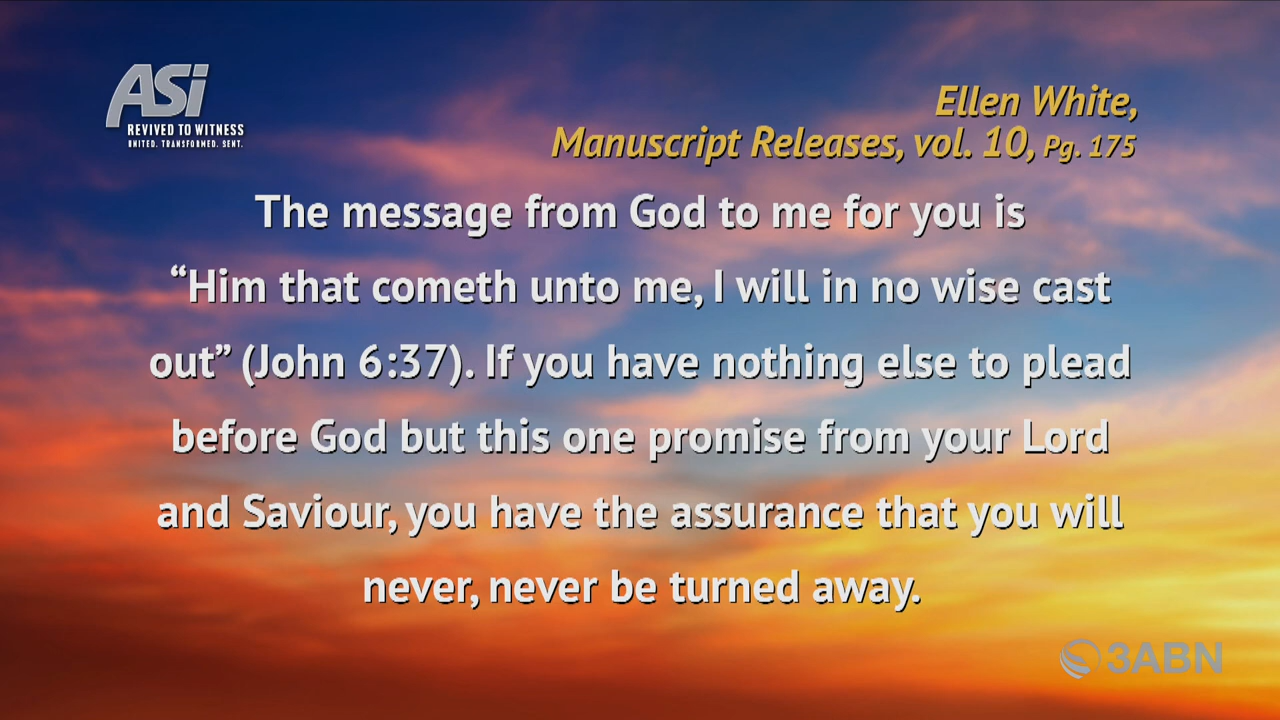 ASi
REVIVED TO WITNESS
UNITED. TRANSFORMED. SENT.
Ellen White,
Manuscript Releases, vol. 10, Pg. 175
The message from God to me for you is
“Him that cometh unto me, I will in no wise cast
out” (John 6:37). If you have nothing else to plead
before God but this one promise from your Lord
and Saviour, you have the assurance that you will
never, never be turned away.
3ABN